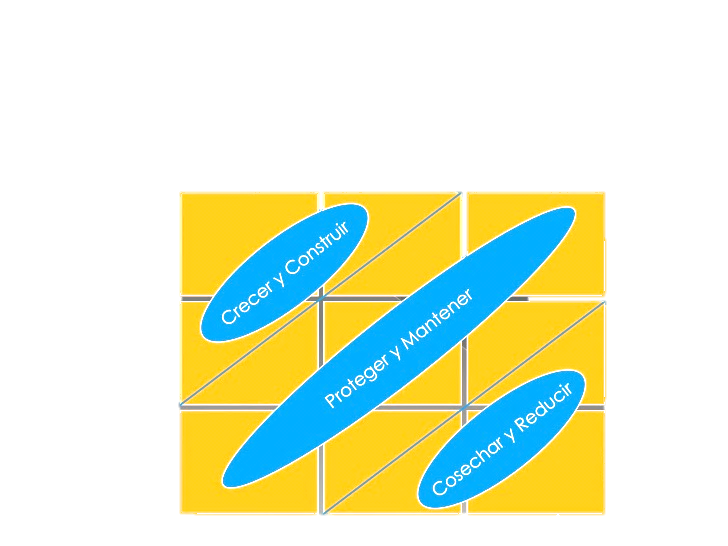 Crecer y Construir
Proteger y Mantener
Cosechar y Reducir